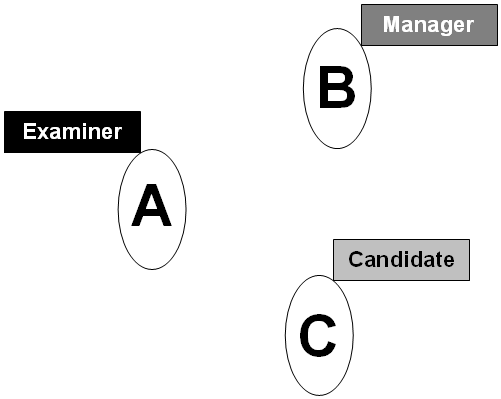 Manager
B
Examiner
A
Candidate
C